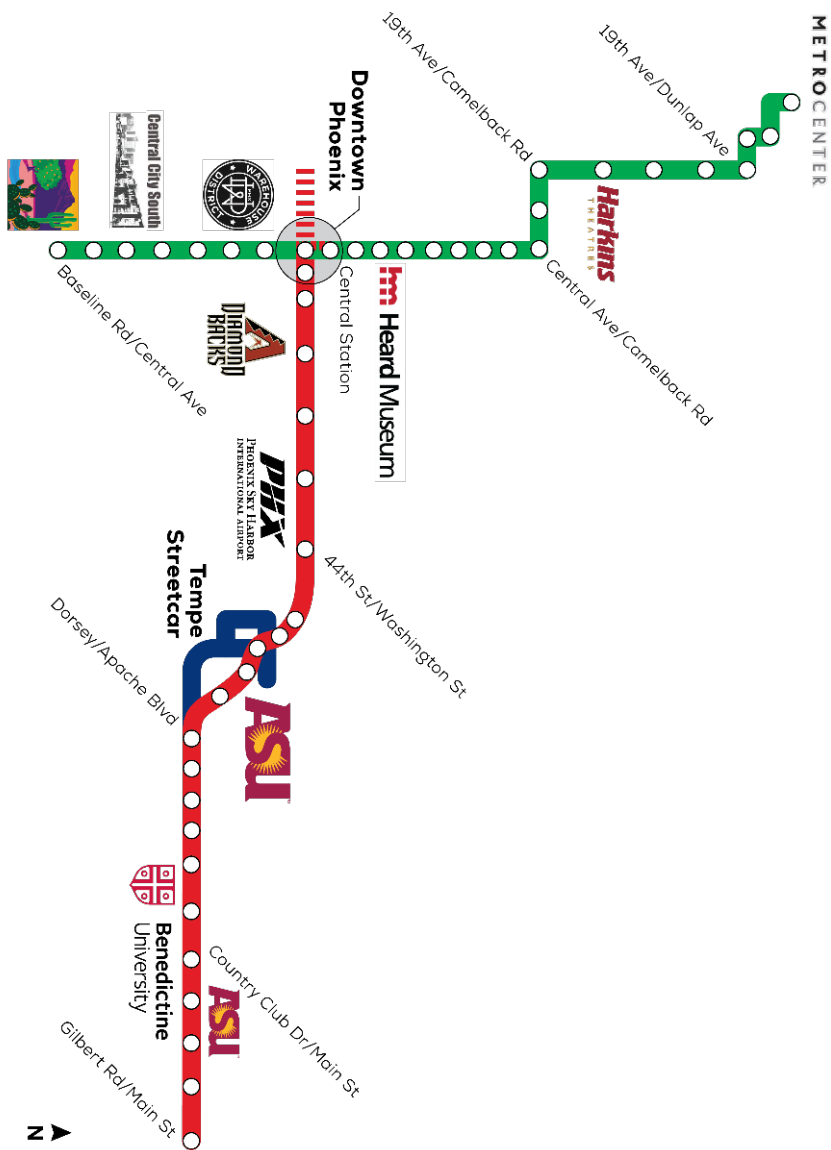 METROCENTER
19th Ave/Dunlap Ave
19th Ave/Camelback Rd
Harkins
THEATRES
Central Ave/Camelback Rd
Downtown
Phoenix
Central Station
hm Heard Museum
WAREHOUSE
DISTRICT
Central City South
Baseline Rd/Central Ave
DIAMOND
BACKS
PHX
PHOENIX SKY HARBOR
INTERNATIONAL AIRPORT
44th St/Washington St
Tempe
Streetcar
Dorsey/Apache Blvd
ASU
Benedictine
University
Country Club Dr/Main St
ASU
Gilbert Rd/Main St
N